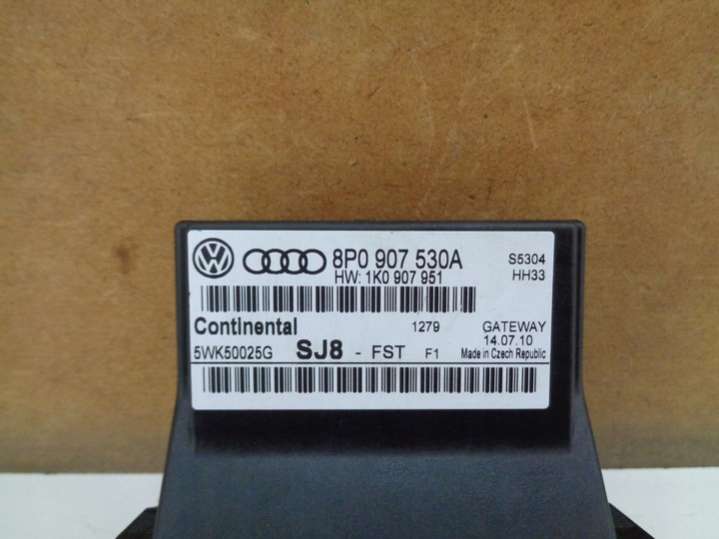 8P0 907 530A S5304
HW: 1K0 907 951 HH33
Continental 1279 GATEWAY
14.07.10
5WK50025G SJ8 - FST F1 Made in Czech Republic